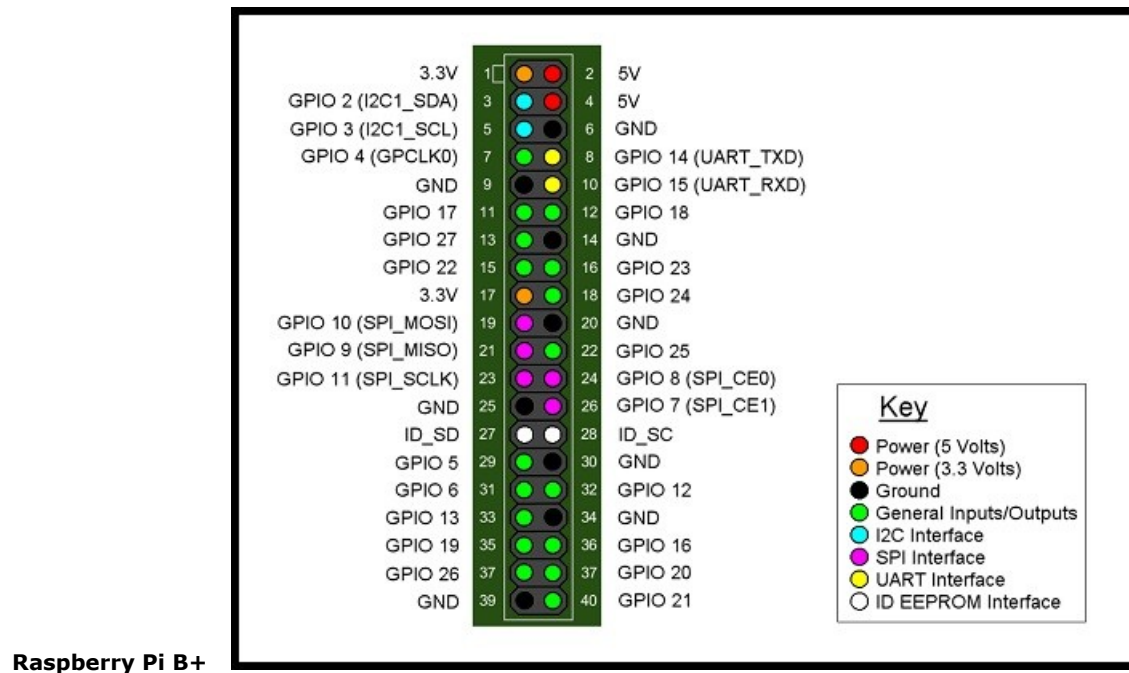 3.3V 1 2 5V
GPIO 2 (I2C1_SDA) 3 4 5V
GPIO 3 (I2C1_SCL) 5 6 GND
GPIO 4 (GPCLK0) 7 8 GPIO 14 (UART_TXD)
GND 9 10 GPIO 15 (UART_RXD)
GPIO 17 11 12 GPIO 18
GPIO 27 13 14 GND
GPIO 22 15 16 GPIO 23
3.3V 17 18 GPIO 24
GPIO 10 (SPI_MOSI) 19 20 GND
GPIO 9 (SPI_MISO) 21 22 GPIO 25
GPIO 11 (SPI_SCLK) 23 24 GPIO 8 (SPI_CE0)
GND 25 26 GPIO 7 (SPI_CE1)
ID_SD 27 28 ID_SC
GPIO 5 29 30 GND
GPIO 6 31 32 GPIO 12
GPIO 13 33 34 GND
GPIO 19 35 36 GPIO 16
GPIO 26 37 37 GPIO 20
GND 39 40 GPIO 21
Key
Power (5 Volts)
Power (3.3 Volts)
Ground
General Inputs/Outputs
I2C Interface
SPI Interface
UART Interface
ID EEPROM Interface
Raspberry Pi B+